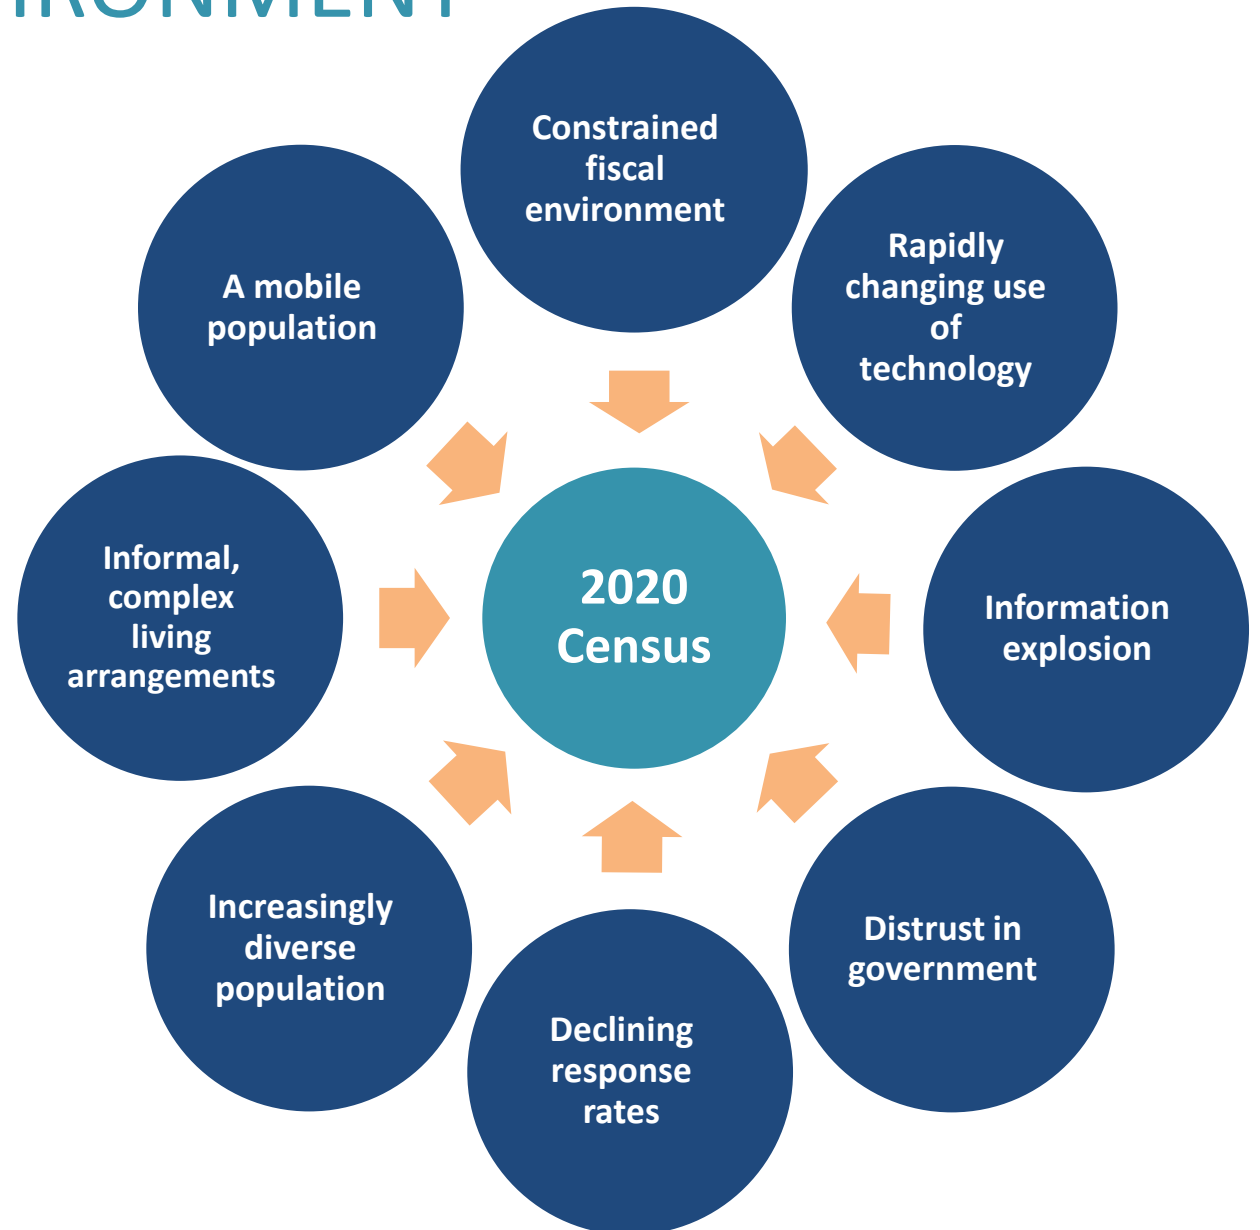 IRONMENT
Constrained
fiscal
environment
Rapidly
changing use
of
technology
Information
explosion
Distrust in
government
Declining
response
rates
Increasingly
diverse
population
Informal,
complex
living
arrangements
A mobile
population
2020
Census